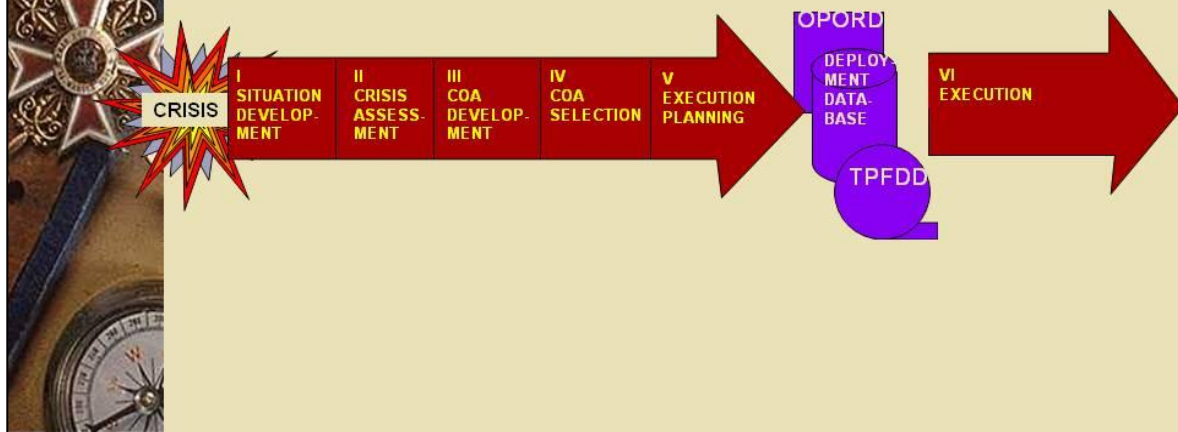 CRISIS
I
SITUATION
DEVELOP-
MENT
II
CRISIS
ASSESS-
MENT
III
COA
DEVELOP-
MENT
IV
COA
SELECTION
V
EXECUTION
PLANNING
OPORD
DEPLOY-
MENT
DATA-
BASE
TPFDD
VI
EXECUTION